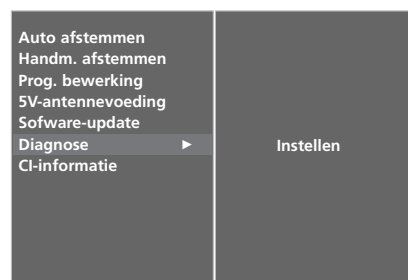 Auto afstemmen
Handm. afstemmen
Prog. bewerking
5V-antennevoeding
Sofware-update
Diagnose ►
Instellen
CI-informatie